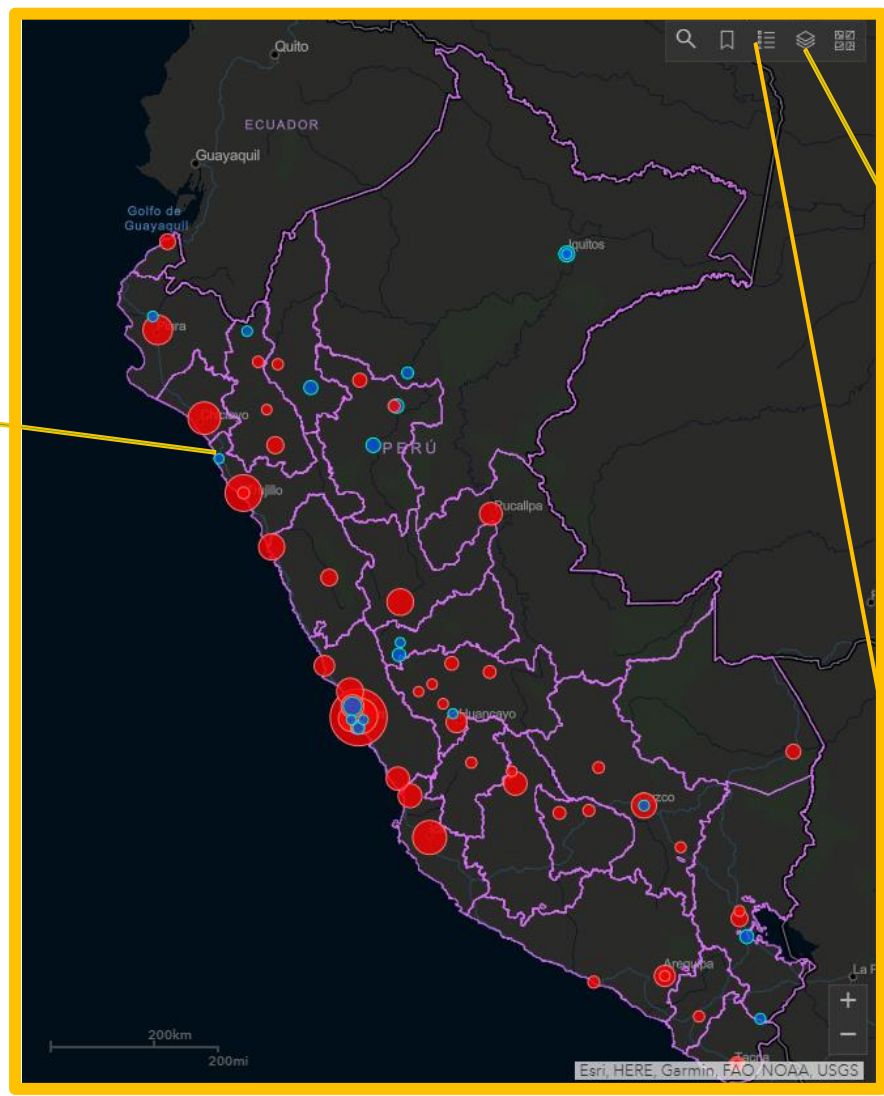 Quito
ECUADOR
Guayaquil
Golfo de
Guayaquil
Iquitos
PERÚ
Pucallpa
Huancayo
Arequipa
La P
Tacna
200km
200mi
Esri, HERE, Garmin, FAO, NOAA, USGS